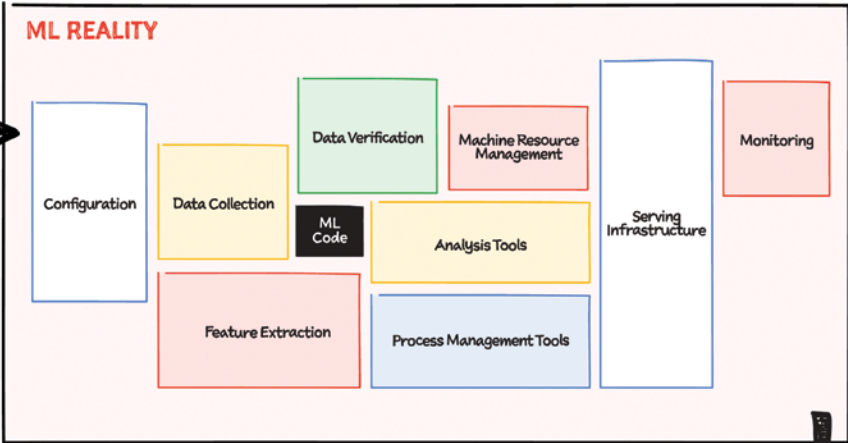 ML REALITY
Configuration
Data Collection
Data Verification
Machine Resource
Management
Monitoring
ML
Code
Analysis Tools
Serving
Infrastructure
Feature Extraction
Process Management Tools